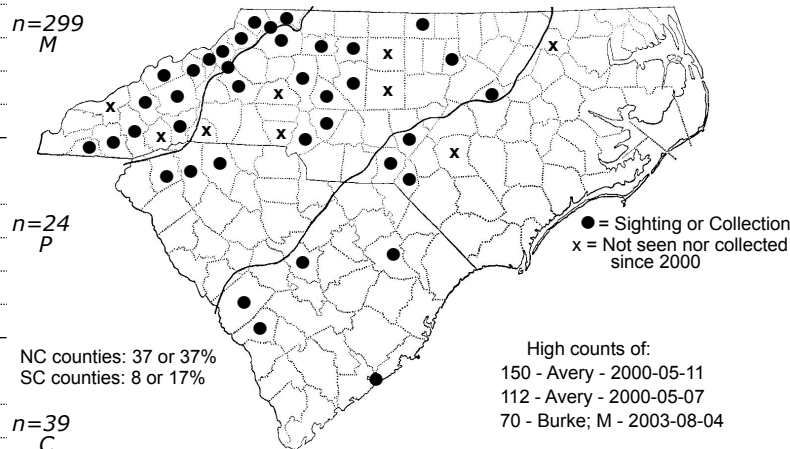 n=299
M
n=24
P
n=39
C
● = Sighting or Collection
x = Not seen nor collected
since 2000
NC counties: 37 or 37%
SC counties: 8 or 17%
High counts of:
150 - Avery - 2000-05-11
112 - Avery - 2000-05-07
70 - Burke; M - 2003-08-04
x
x
x
x
x
x
x
x
x